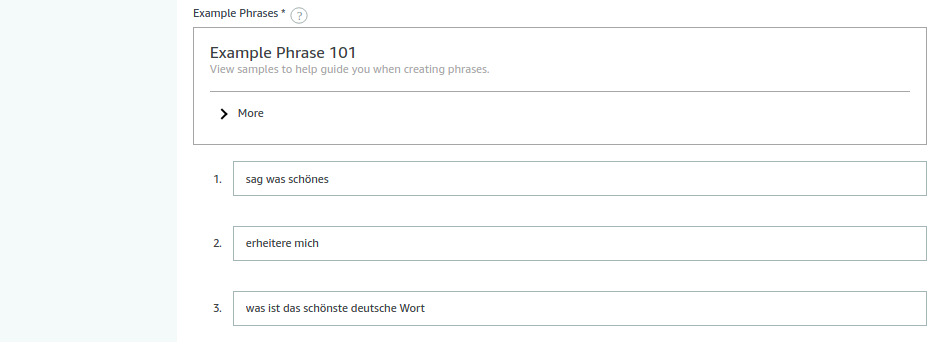 Example Phrases * ?
Example Phrase 101
View samples to help guide you when creating phrases.
More
1. sag was schönes
2. erheitere mich
3. was ist das schönste deutsche Wort